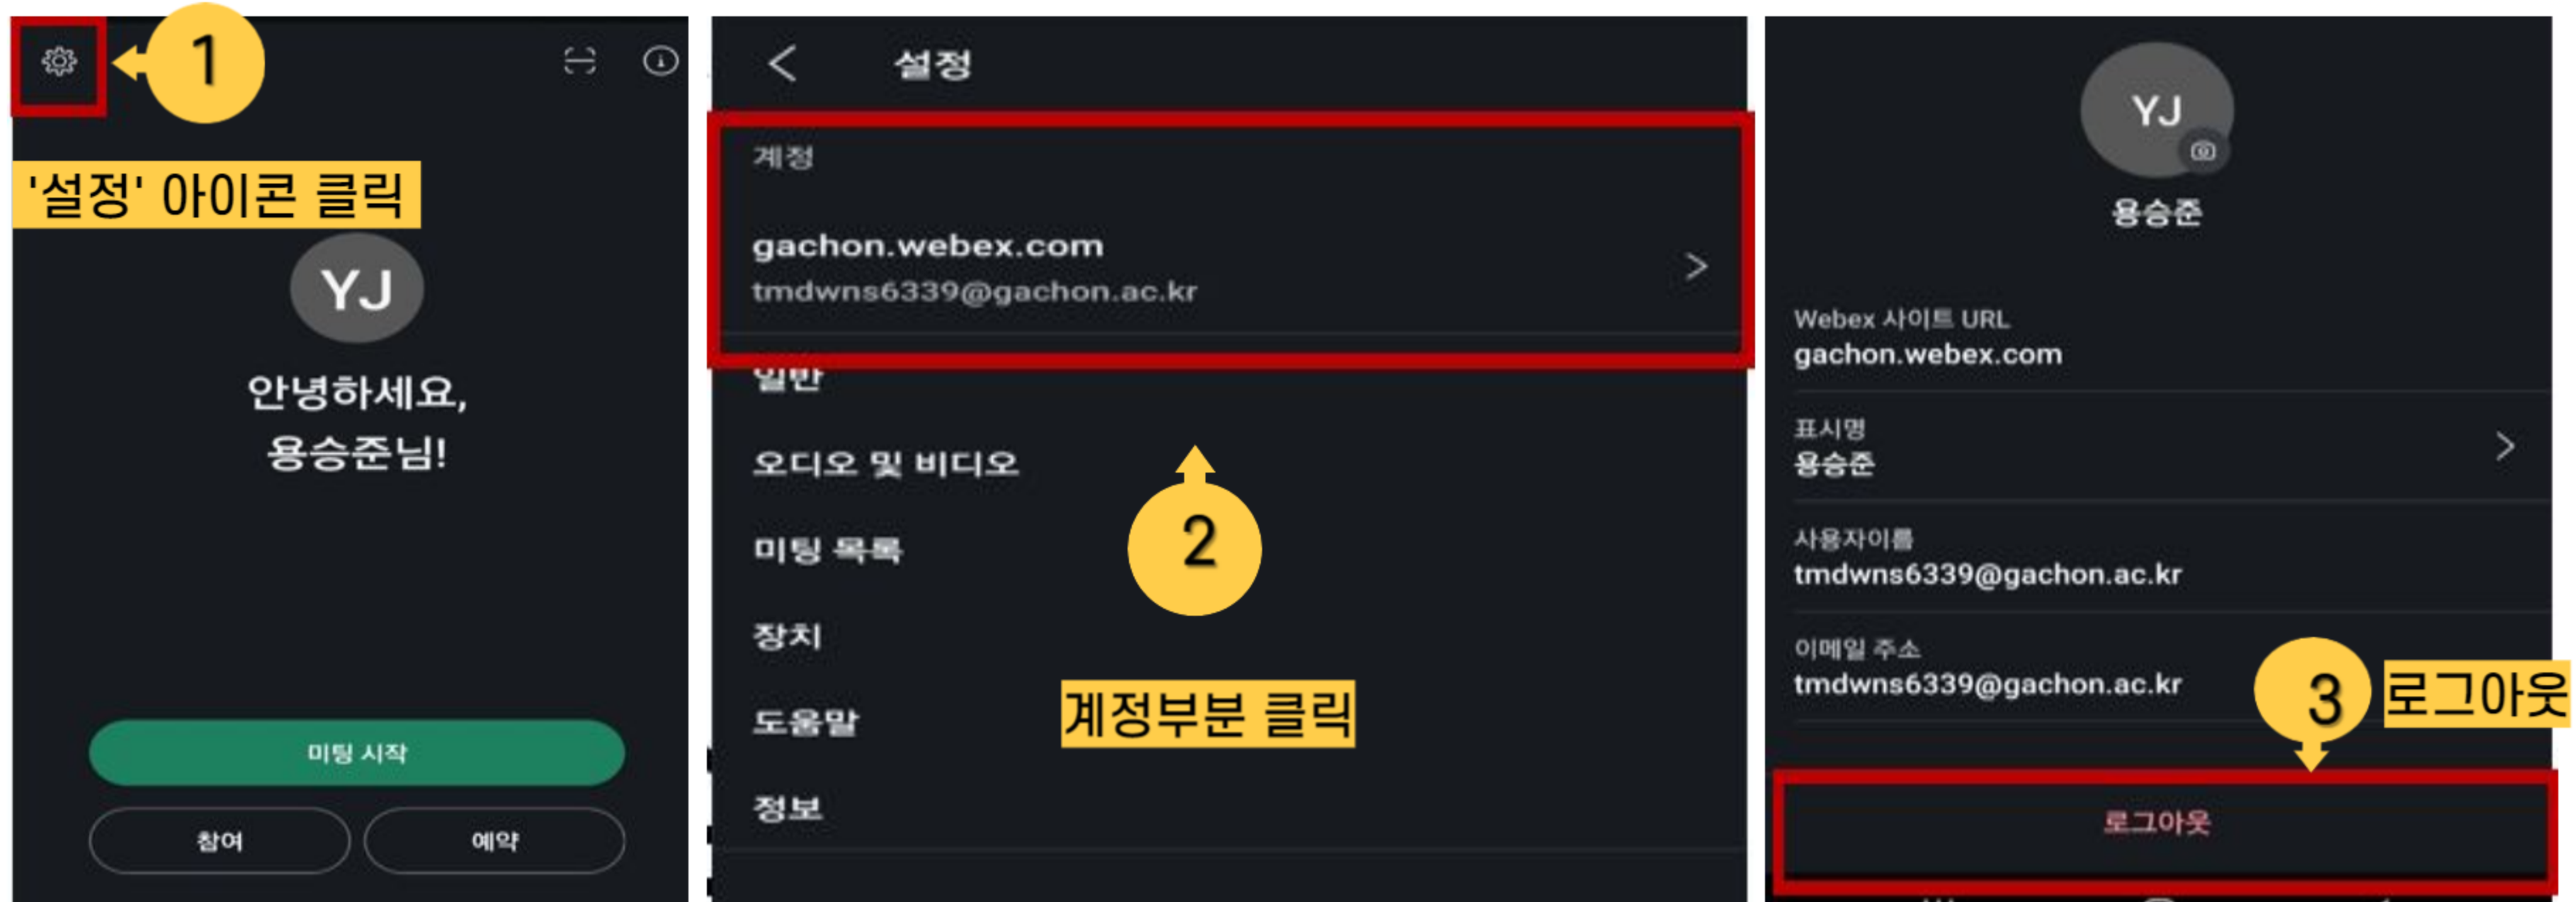 1
'설정' 아이콘 클릭
YJ
안녕하세요,
용승준님!
미팅 시작
참여
예약
설정
계정
gachon.webex.com
tmdwns6339@gachon.ac.kr
일반
오디오 및 비디오
2
미팅 목록
장치
계정부분 클릭
도움말
정보
YJ
용승준
Webex 사이트 URL
gachon.webex.com
표시명
용승준
사용자이름
tmdwns6339@gachon.ac.kr
이메일 주소
tmdwns6339@gachon.ac.kr
3
로그아웃
로그아웃